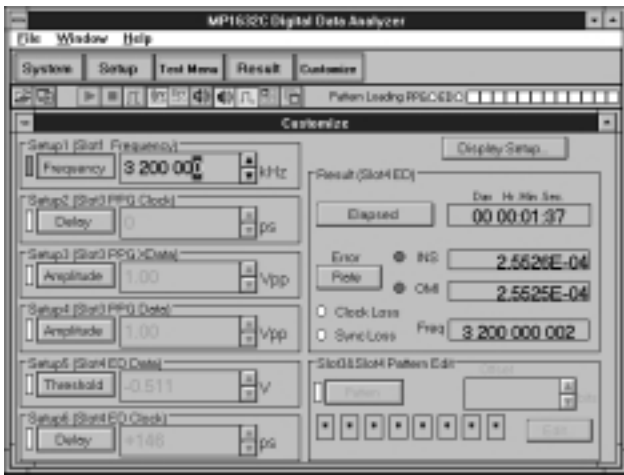 MP1632C Digital Data Analyzer
File Window Help
System Setup Test Menu Result Customize
Pattern Loading PPG ED
Customize
Setup1 (Slot1 Frequency)
Frequency 3 200 000 kHz
Display Setup...
Setup2 (Slot3 PPG Clock)
Delay 0 ps
Setup3 (Slot3 PPG XData)
Amplitude 1.00 Vpp
Setup4 (Slot3 PPG Data)
Amplitude 1.00 Vpp
Setup5 (Slot4 ED Data)
Threshold -0.511 V
Setup6 (Slot4 ED Clock)
Delay +146 ps
Result (Slot4 ED)
Day Hr Min Sec
Elapsed 00 00:01:37
Error INS 2.5526E-04
Rate OMI 2.5525E-04
Clock Loss
Sync Loss Freq 3 200 000 002
Slot3&Slot4 Pattern Edit
Offset
Pattern bits
* * * * * * * * Edit